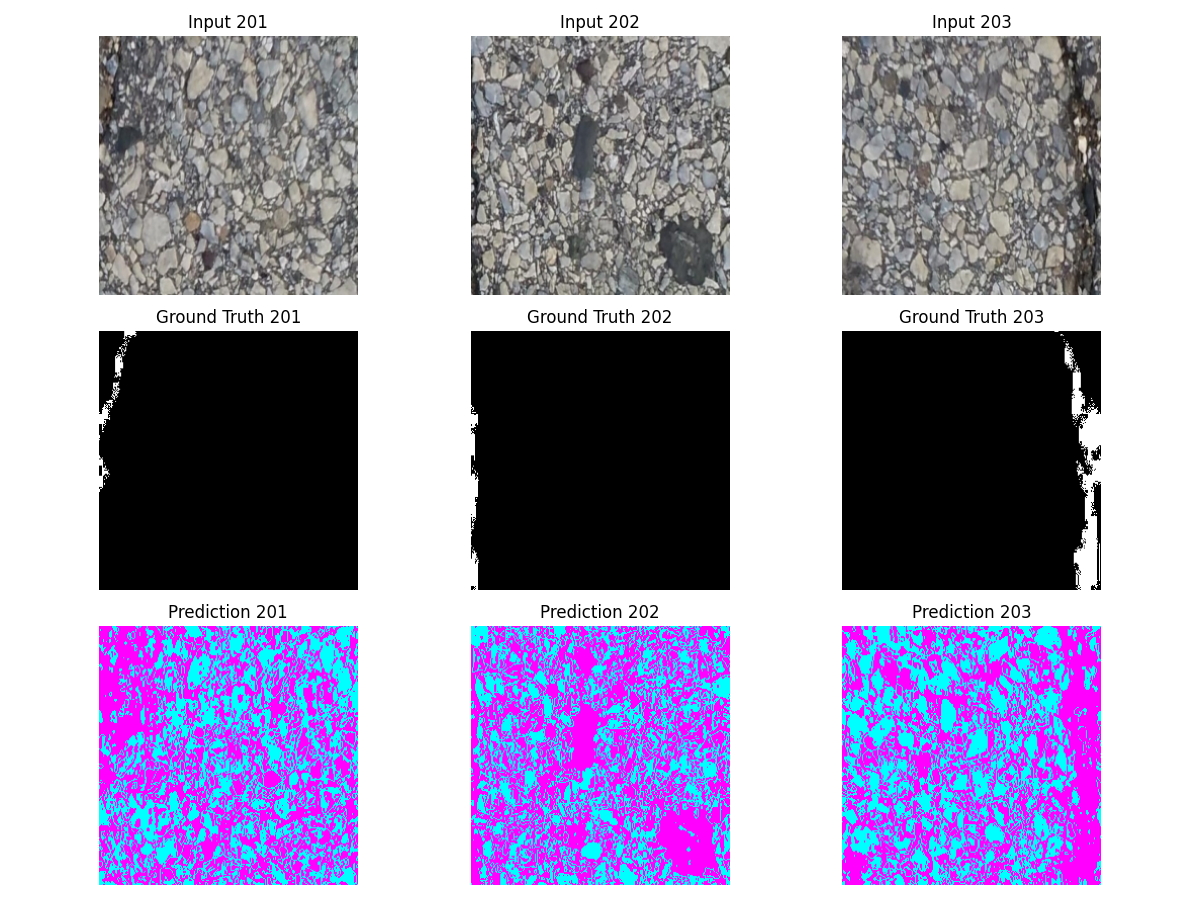 Input 201
Input 202
Input 203
Ground Truth 201
Ground Truth 202
Ground Truth 203
Prediction 201
Prediction 202
Prediction 203